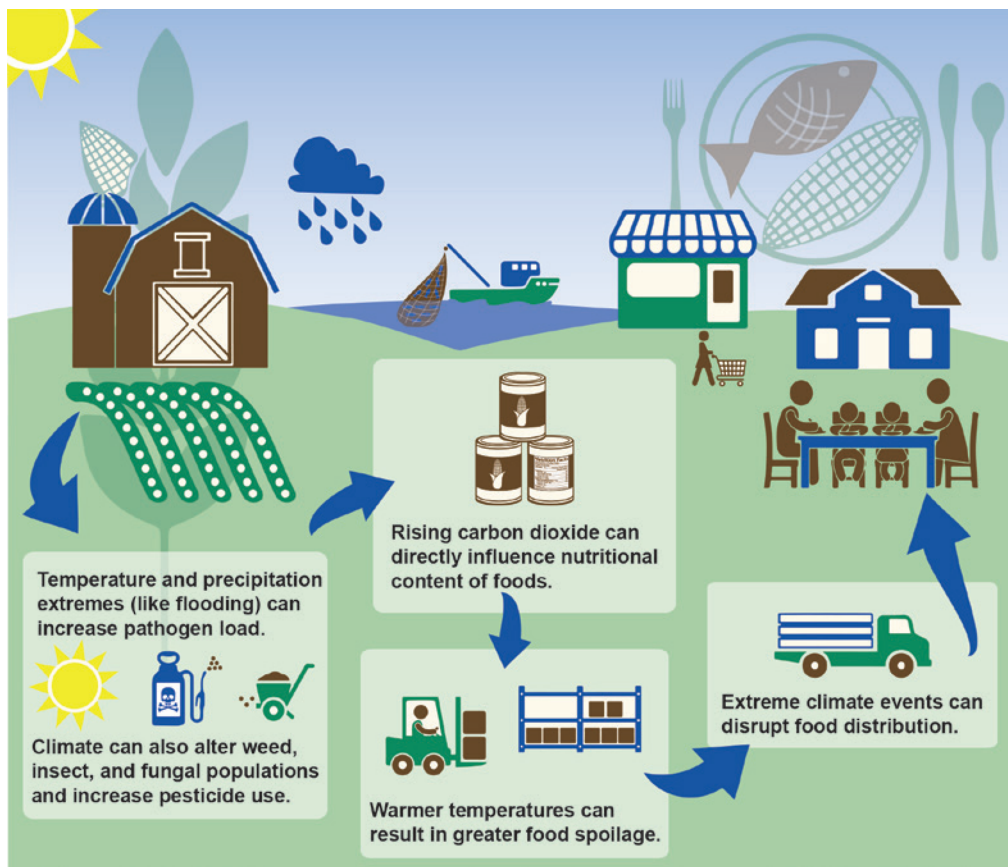 Temperature and precipitation
extremes (like flooding) can
increase pathogen load.
Climate can also alter weed,
insect, and fungal populations
and increase pesticide use.
Rising carbon dioxide can
directly influence nutritional
content of foods.
Warmer temperatures can
result in greater food spoilage.
Extreme climate events can
disrupt food distribution.